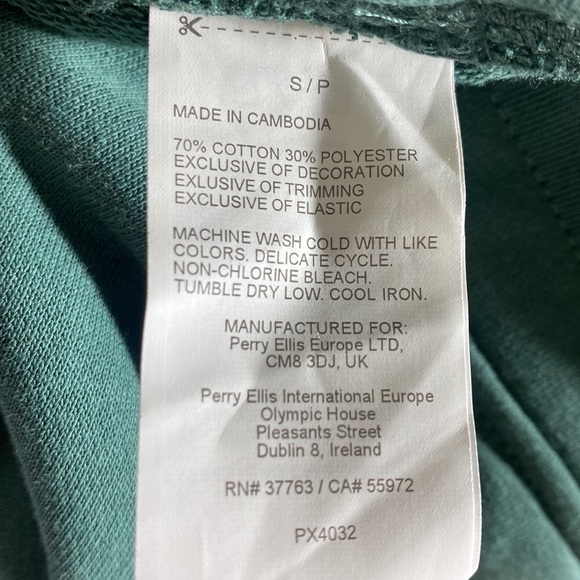 S / P
MADE IN CAMBODIA
70% COTTON 30% POLYESTER
EXCLUSIVE OF DECORATION
EXLUSIVE OF TRIMMING
EXCLUSIVE OF ELASTIC
MACHINE WASH COLD WITH LIKE
COLORS. DELICATE CYCLE.
NON-CHLORINE BLEACH.
TUMBLE DRY LOW. COOL IRON.
MANUFACTURED FOR:
Perry Ellis Europe LTD,
CM8 3DJ, UK
Perry Ellis International Europe
Olympic House
Pleasants Street
Dublin 8, Ireland
RN# 37763 / CA# 55972
PX4032